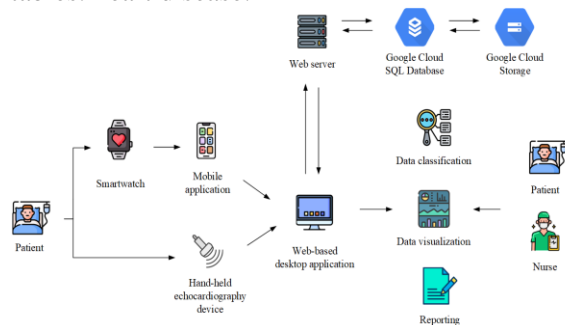 Web server
Google Cloud
SQL Database
Google Cloud
Storage
Data classification
Smartwatch
Mobile
application
Patient
Patient
Web-based
desktop application
Data visualization
Nurse
Hand-held
echocardiography
device
Reporting